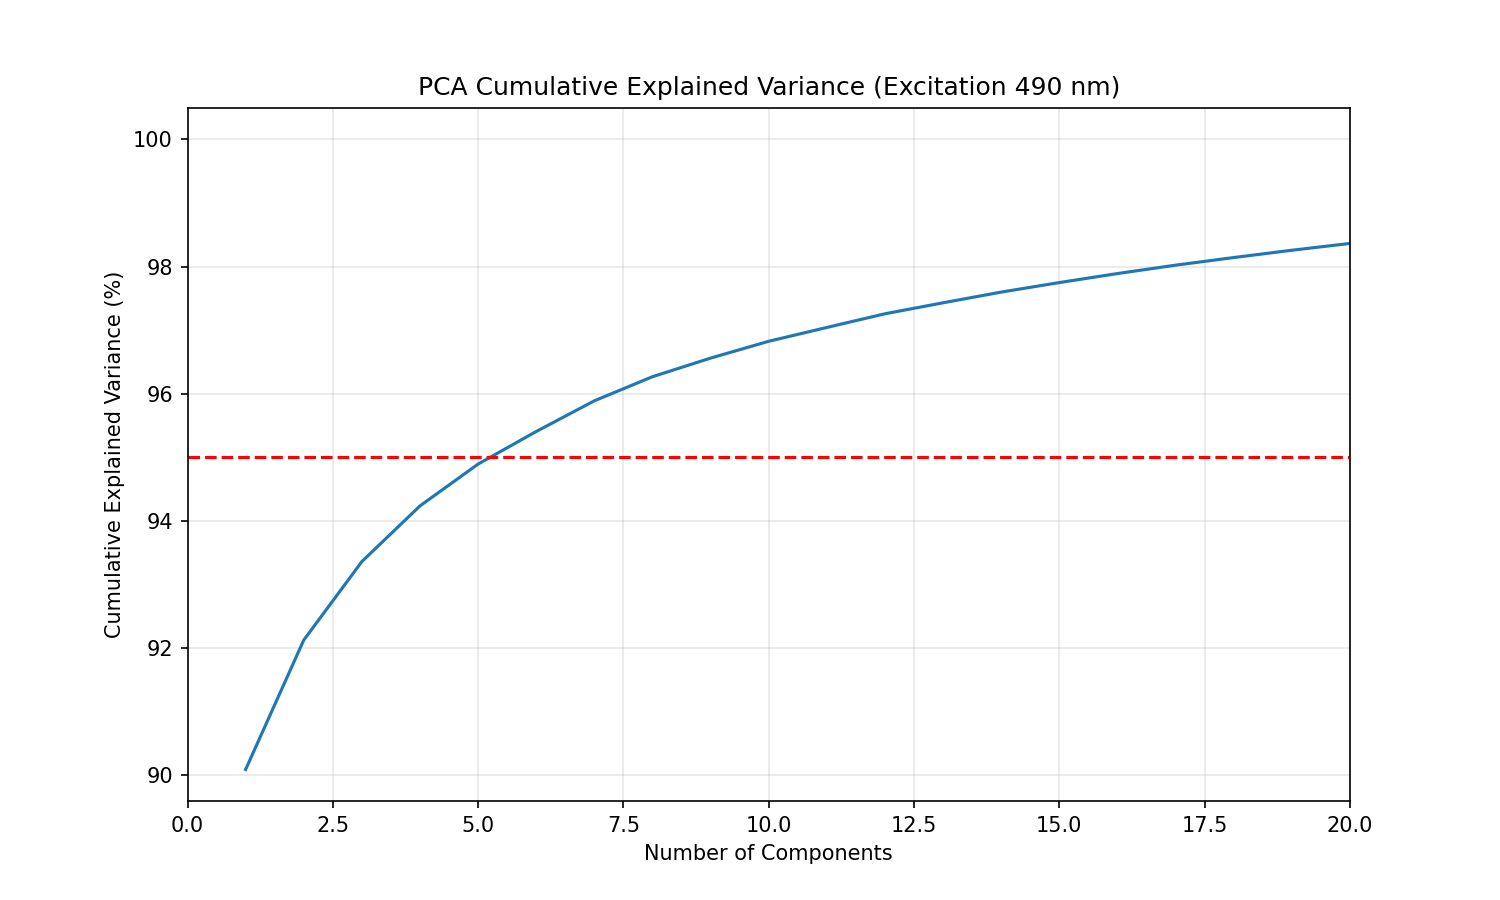 PCA Cumulative Explained Variance (Excitation 490 nm)
Cumulative Explained Variance (%)
100
98
96
94
92
90
0.0 2.5 5.0 7.5 10.0 12.5 15.0 17.5 20.0
Number of Components